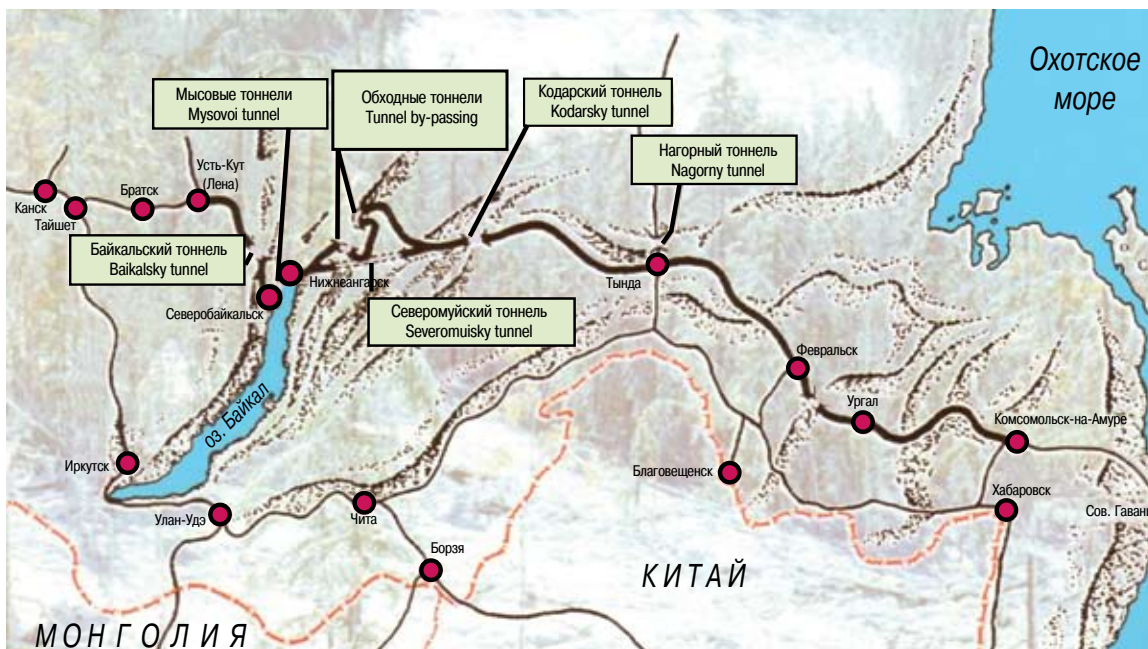 Охотское
море
Мысовые тоннели
Mysovoi tunnel
Обходные тоннели
Tunnel by-passing
Кодарский тоннель
Kodarsky tunnel
Нагорный тоннель
Nagorny tunnel
Усть-Кут
(Лена)
Братск
Канск
Тайшет
Байкальский тоннель
Baikalsky tunnel
Нижнеангарск
Северобайкальск
Северомуйский тоннель
Severomuisky tunnel
Тында
Февральск
Ургал
Комсомольск-на-Амуре
оз. Байкал
Иркутск
Улан-Удэ
Чита
Борзя
Благовещенск
Хабаровск
Сов. Гавань
КИТАЙ
МОНГОЛИЯ